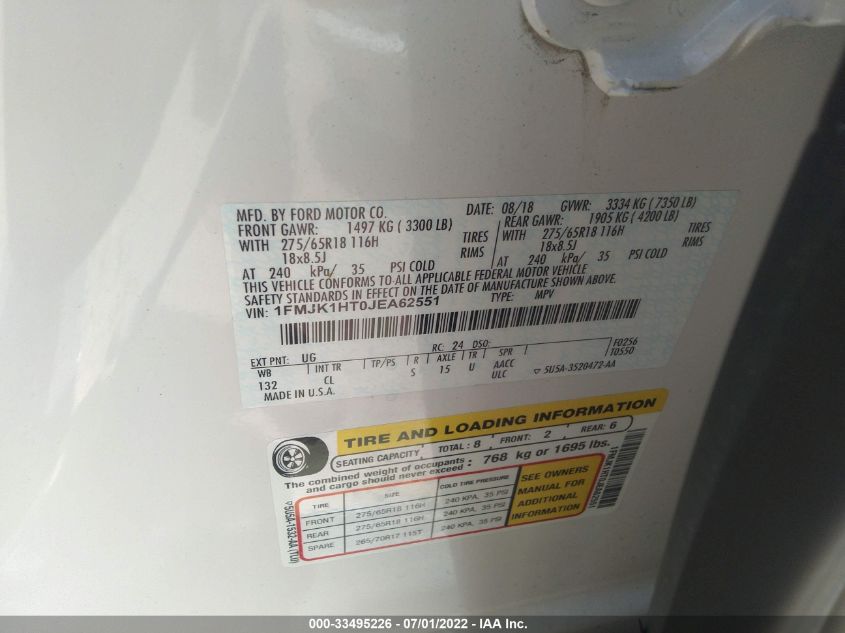 MFD. BY FORD MOTOR CO.
DATE: 08/18 GVWR: 3334 KG ( 7350 LB)
FRONT GAWR: 1497 KG ( 3300 LB)
REAR GAWR: 1905 KG ( 4200 LB)
WITH 275/65R18 116H TIRES
WITH 275/65R18 116H TIRES
18x8.5J RIMS
18x8.5J RIMS
AT 240 kPa/ 35 PSI COLD
AT 240 kPa/ 35 PSI COLD
THIS VEHICLE CONFORMS TO ALL APPLICABLE FEDERAL MOTOR VEHICLE
SAFETY STANDARDS IN EFFECT ON THE DATE OF MANUFACTURE SHOWN ABOVE.
VIN: 1FMJK1HT0JEA62551 TYPE: MPV
EXT PNT: UG RC: 24 DSO: F0256
T0550
WB INT TR TP/PS R AXLE TR SPR
132 CL S 15 U AACC
ULC
MADE IN U.S.A. ▽ 5U5A-3520472-AA
TIRE AND LOADING INFORMATION
SEATING CAPACITY, TOTAL: 8 FRONT: 2 REAR: 6
The combined weight of occupants
and cargo should never exceed : 768 kg or 1695 lbs.
TIRE SIZE COLD TIRE PRESSURE
FRONT 275/65R18 116H 240 KPA, 35 PSI
REAR 275/65R18 116H 240 KPA, 35 PSI
SPARE 265/70R17 115T 240 KPA, 35 PSI
SEE OWNERS
MANUAL FOR
ADDITIONAL
INFORMATION
1FMJK1HT0JEA62551
000-33495226 - 07/01/2022 - IAA Inc.